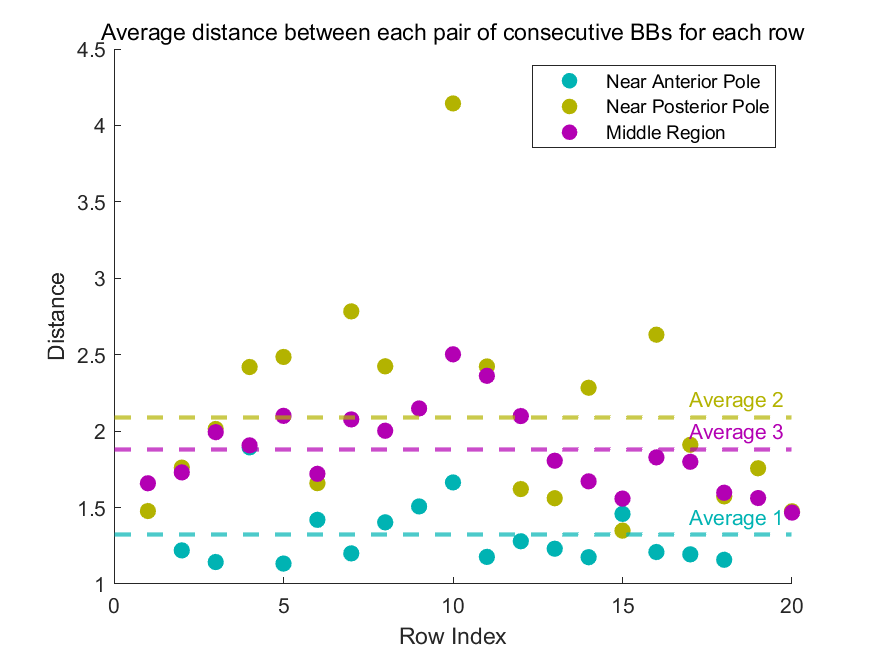 Average distance between each pair of consecutive BBs for each row
4.5
4
3.5
3
2.5
2
1.5
1
Distance
Near Anterior Pole
Near Posterior Pole
Middle Region
Average 2
Average 3
Average 1
0
5
10
15
20
Row Index